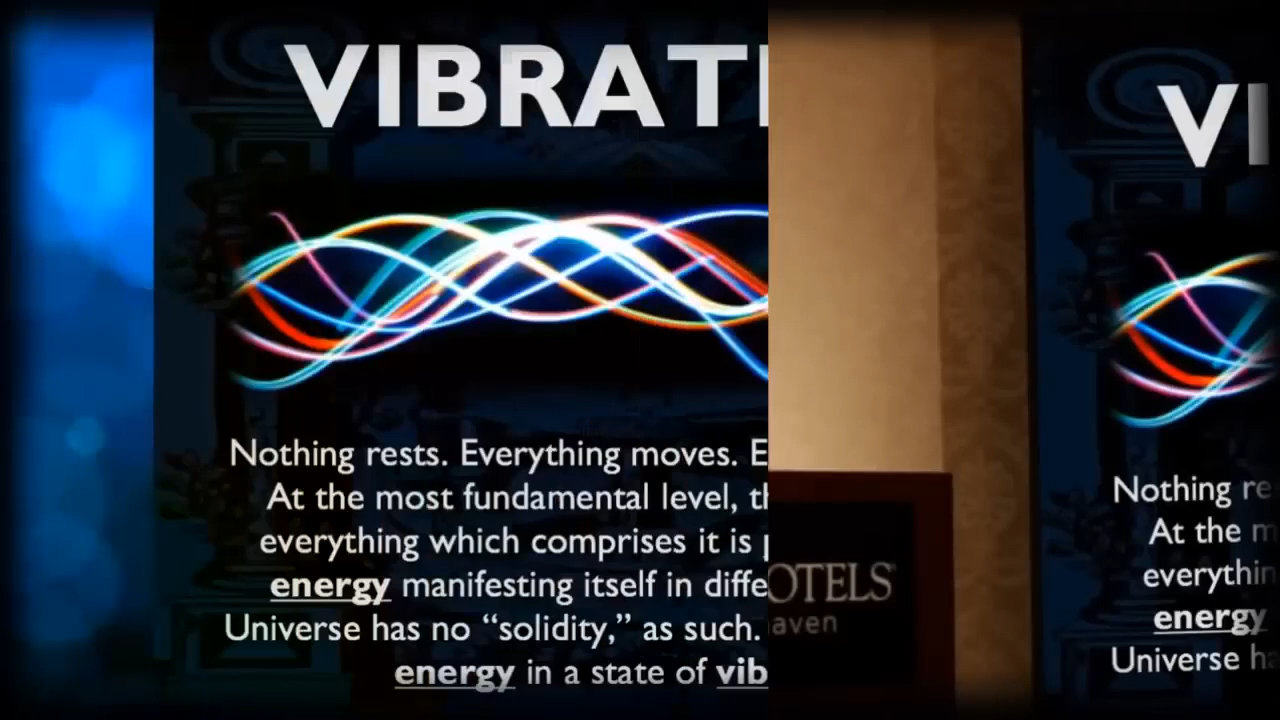 VIBRATI
Nothing rests. Everything moves. E
At the most fundamental level, th
everything which comprises it is p
energy manifesting itself in diffe
Universe has no “solidity,” as such.
energy in a state of vib
OTELS
aven
VI
Nothing re
At the m
everythin
energy
Universe ha